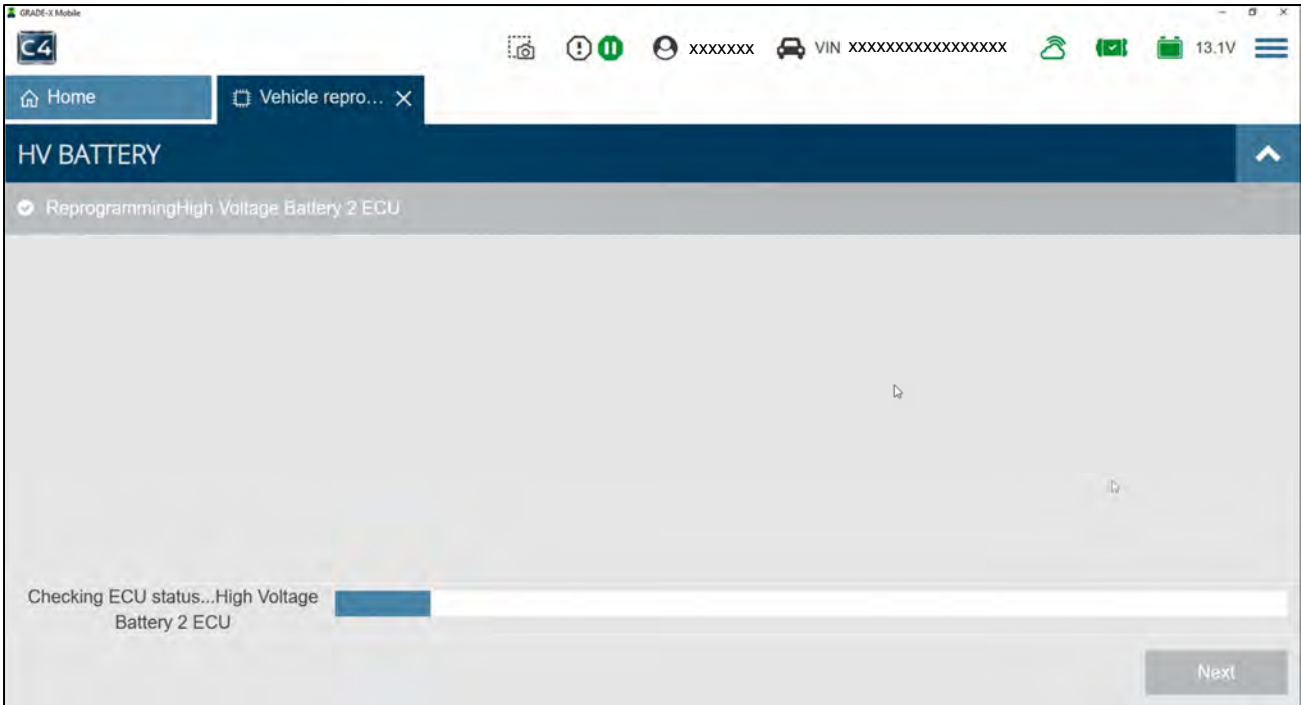 GRADE-X Mobile
C4
xxxxxxx
VIN xxxxxxxxxxxxxxxxx
13.1V
Home
Vehicle repro...
HV BATTERY
ReprogrammingHigh Voltage Battery 2 ECU
Checking ECU status...High Voltage
Battery 2 ECU
Next